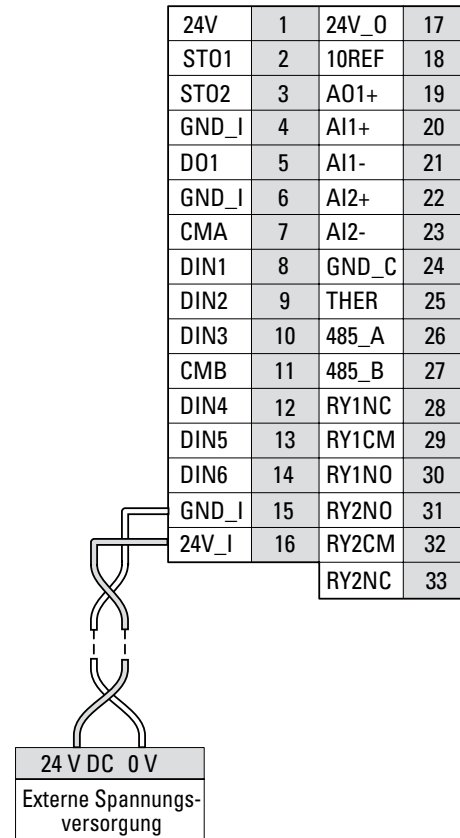 24V 1 24V_O 17
STO1 2 10REF 18
STO2 3 AO1+ 19
GND_I 4 AI1+ 20
DO1 5 AI1- 21
GND_I 6 AI2+ 22
CMA 7 AI2- 23
DIN1 8 GND_C 24
DIN2 9 THER 25
DIN3 10 485_A 26
CMB 11 485_B 27
DIN4 12 RY1NC 28
DIN5 13 RY1CM 29
DIN6 14 RY1NO 30
GND_I 15 RY2NO 31
24V_I 16 RY2CM 32
RY2NC 33
24 V DC 0 V
Externe Spannungs-
versorgung